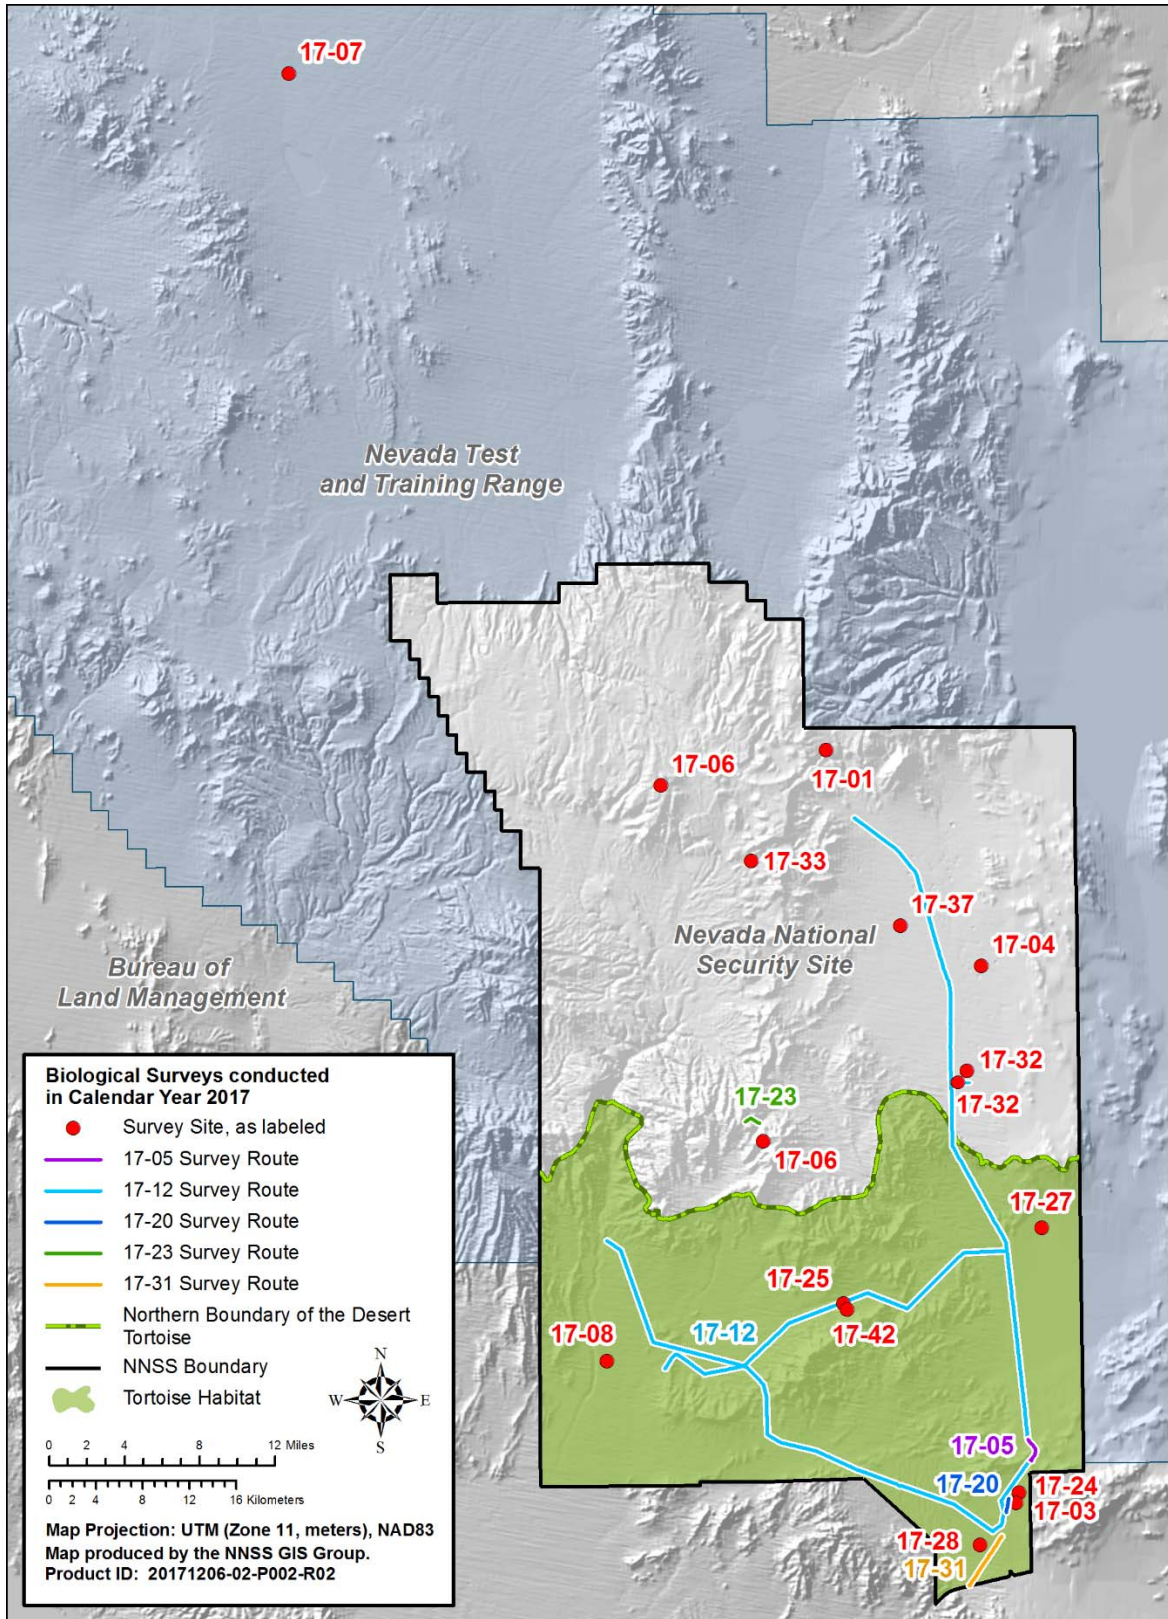 17-07
Nevada Test
and Training Range
17-06
17-01
17-33
17-37
Nevada National
Security Site
17-04
Bureau of
Land Management
17-32
17-32
17-23
17-06
17-27
17-25
17-42
17-12
17-08
17-05
17-20
17-24
17-03
17-28
17-31
Biological Surveys conducted
in Calendar Year 2017
Survey Site, as labeled
17-05 Survey Route
17-12 Survey Route
17-20 Survey Route
17-23 Survey Route
17-31 Survey Route
Northern Boundary of the Desert
Tortoise
NNSS Boundary
Tortoise Habitat
N
W E
S
0 2 4 8 12 Miles
0 2 4 8 12 16 Kilometers
Map Projection: UTM (Zone 11, meters), NAD83
Map produced by the NNSS GIS Group.
Product ID: 20171206-02-P002-R02